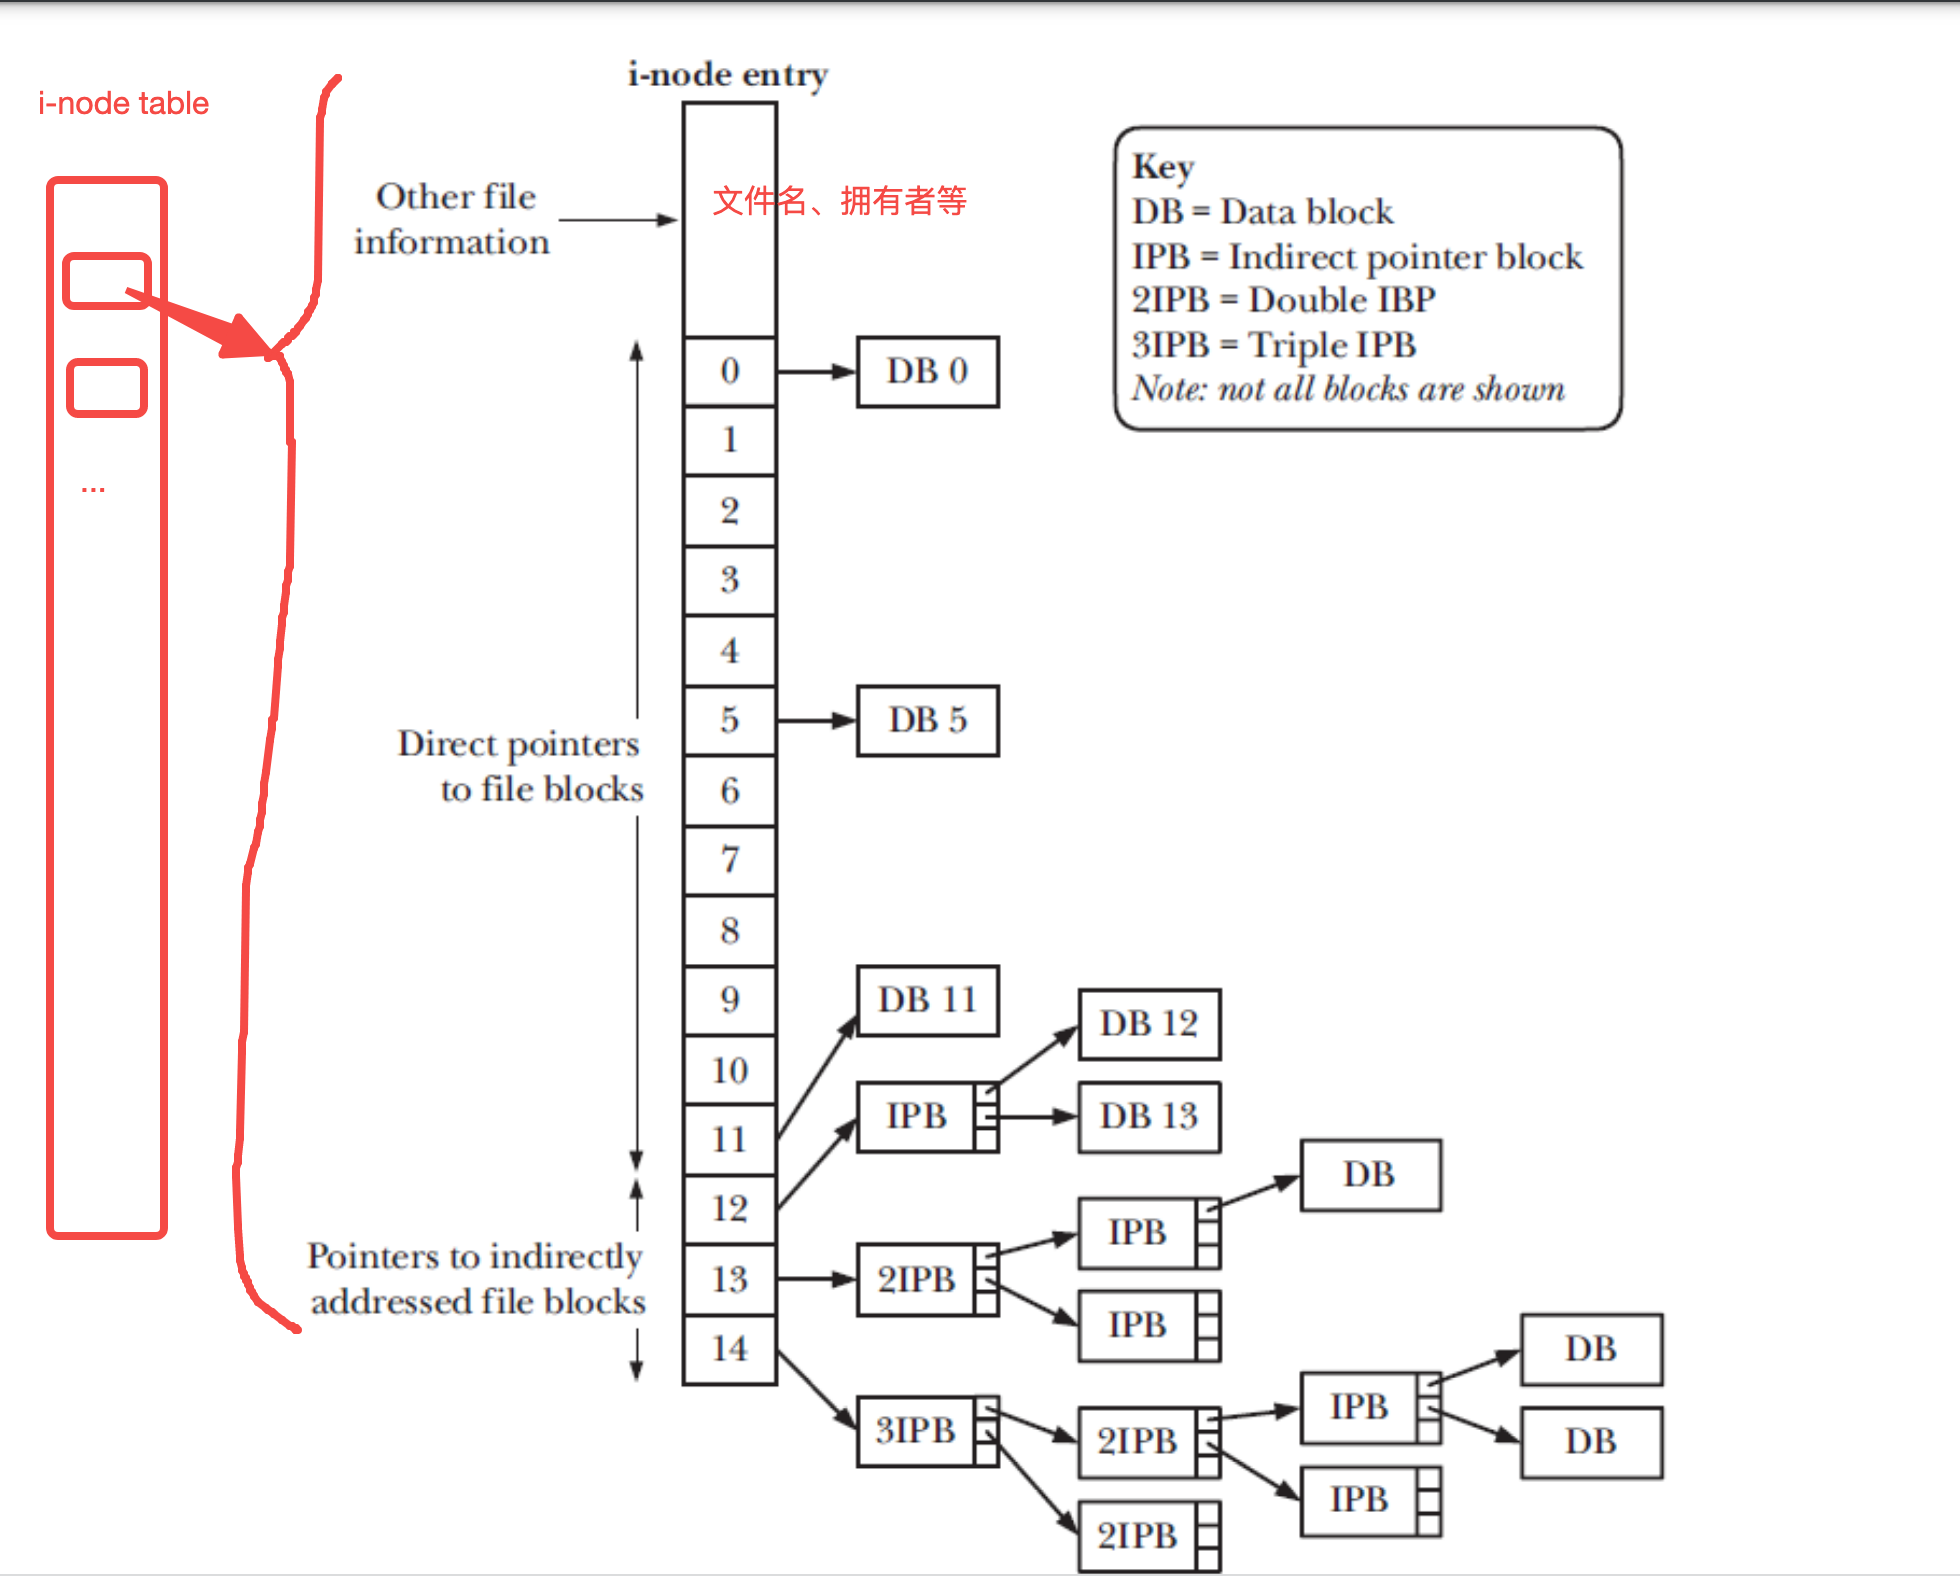 i-node entry
i-node table
Other file
information
文件名、拥有者等
Key
DB = Data block
IPB = Indirect pointer block
2IPB = Double IBP
3IPB = Triple IPB
Note: not all blocks are shown
...
0
DB 0
1
2
3
4
5
DB 5
Direct pointers
to file blocks
6
7
8
9
DB 11
DB 12
10
11
IPB
DB 13
12
IPB
DB
Pointers to indirectly
addressed file blocks
13
2IPB
IPB
14
3IPB
2IPB
IPB
DB
DB
2IPB
IPB